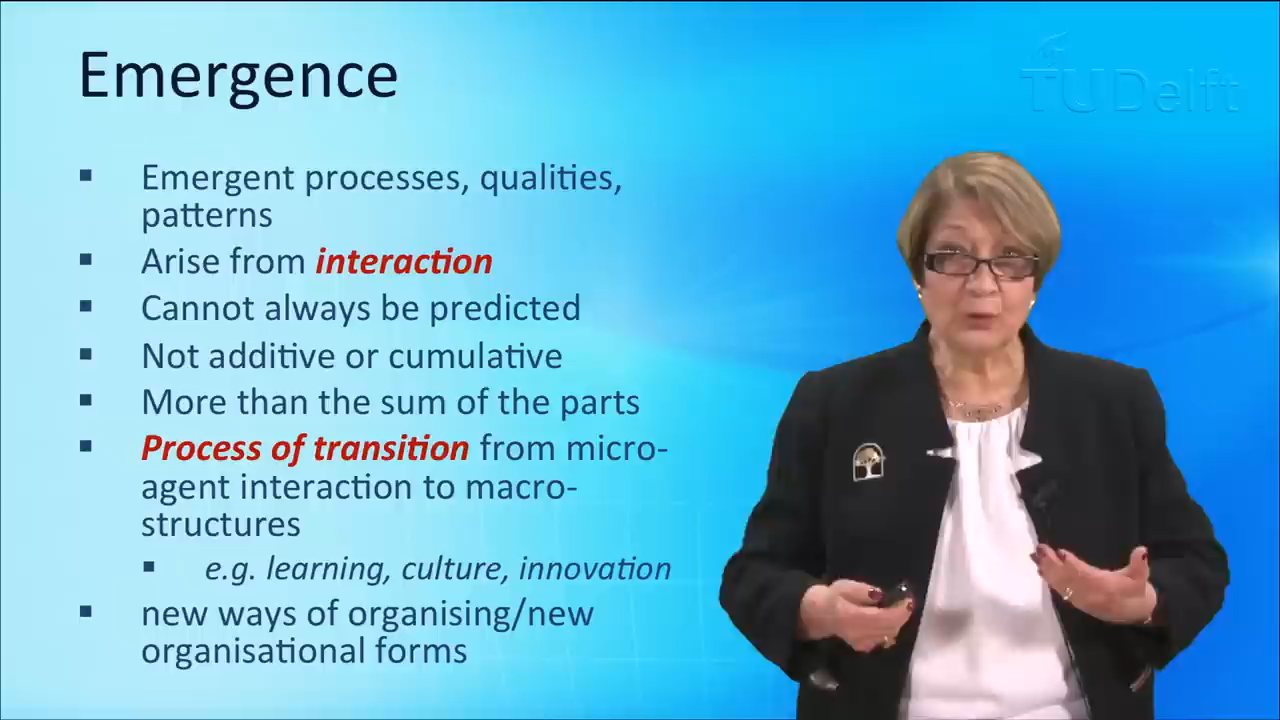 Emergence
TU Delft
▪ Emergent processes, qualities,
patterns
▪ Arise from interaction
▪ Cannot always be predicted
▪ Not additive or cumulative
▪ More than the sum of the parts
▪ Process of transition from micro-
agent interaction to macro-
structures
▪ e.g. learning, culture, innovation
▪ new ways of organising/new
organisational forms